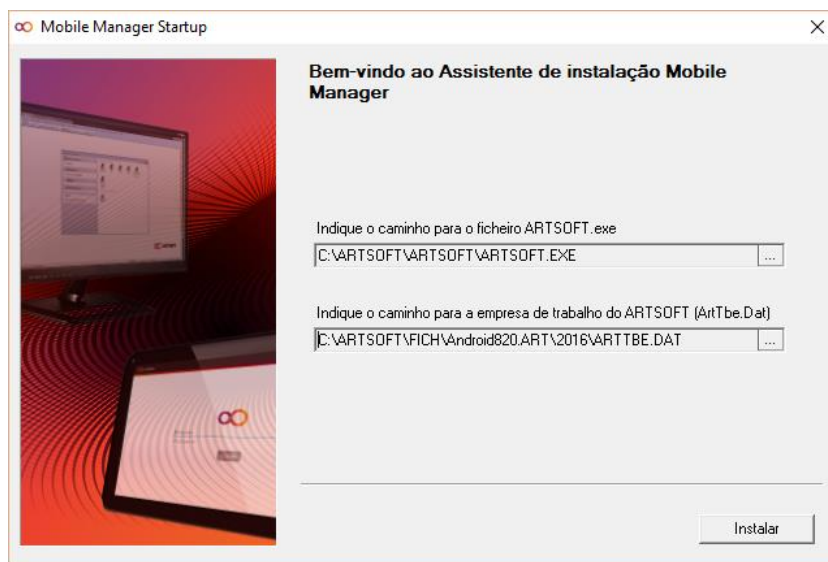 Mobile Manager Startup
Bem-vindo ao Assistente de instalação Mobile
Manager
Indique o caminho para o ficheiro ARTSOFT.exe
C:\ARTSOFT\ARTSOFT\ARTSOFT.EXE
...
Indique o caminho para a empresa de trabalho do ARTSOFT (ArtTbe.Dat)
C:\ARTSOFT\FICH\Android820.ART\2016\ARTTBE.DAT
...
Instalar